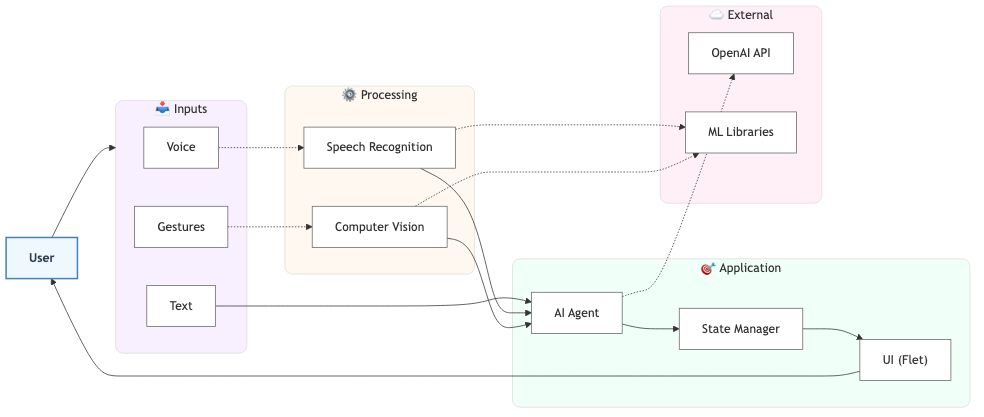 External
OpenAI API
ML Libraries
Processing
Speech Recognition
Computer Vision
Inputs
Voice
Gestures
Text
User
Application
AI Agent
State Manager
UI (Flet)